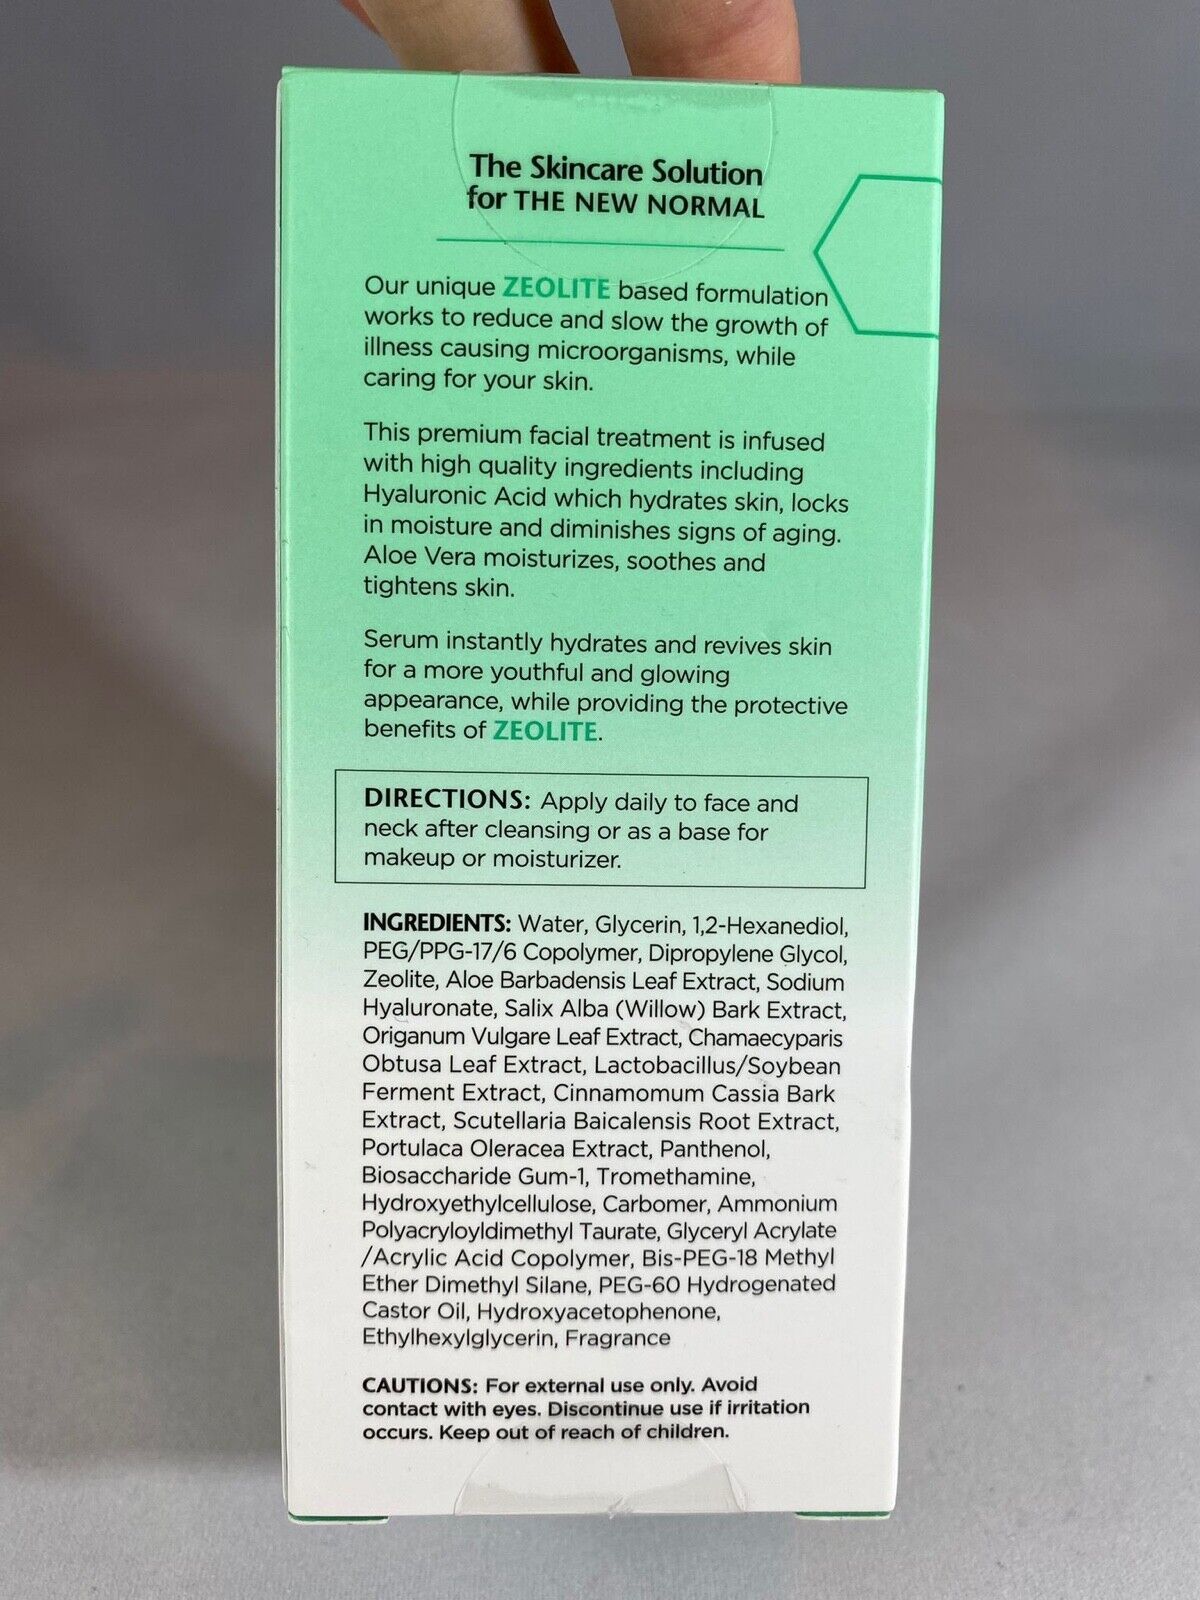 The Skincare Solution
for THE NEW NORMAL
Our unique ZEOLITE based formulation
works to reduce and slow the growth of
illness causing microorganisms, while
caring for your skin.
This premium facial treatment is infused
with high quality ingredients including
Hyaluronic Acid which hydrates skin, locks
in moisture and diminishes signs of aging.
Aloe Vera moisturizes, soothes and
tightens skin.
Serum instantly hydrates and revives skin
for a more youthful and glowing
appearance, while providing the protective
benefits of ZEOLITE.
DIRECTIONS: Apply daily to face and
neck after cleansing or as a base for
makeup or moisturizer.
INGREDIENTS: Water, Glycerin, 1,2-Hexanediol,
PEG/PPG-17/6 Copolymer, Dipropylene Glycol,
Zeolite, Aloe Barbadensis Leaf Extract, Sodium
Hyaluronate, Salix Alba (Willow) Bark Extract,
Origanum Vulgare Leaf Extract, Chamaecyparis
Obtusa Leaf Extract, Lactobacillus/Soybean
Ferment Extract, Cinnamomum Cassia Bark
Extract, Scutellaria Baicalensis Root Extract,
Portulaca Oleracea Extract, Panthenol,
Biosaccharide Gum-1, Tromethamine,
Hydroxyethylcellulose, Carbomer, Ammonium
Polyacryloyldimethyl Taurate, Glyceryl Acrylate
/Acrylic Acid Copolymer, Bis-PEG-18 Methyl
Ether Dimethyl Silane, PEG-60 Hydrogenated
Castor Oil, Hydroxyacetophenone,
Ethylhexylglycerin, Fragrance
CAUTIONS: For external use only. Avoid
contact with eyes. Discontinue use if irritation
occurs. Keep out of reach of children.